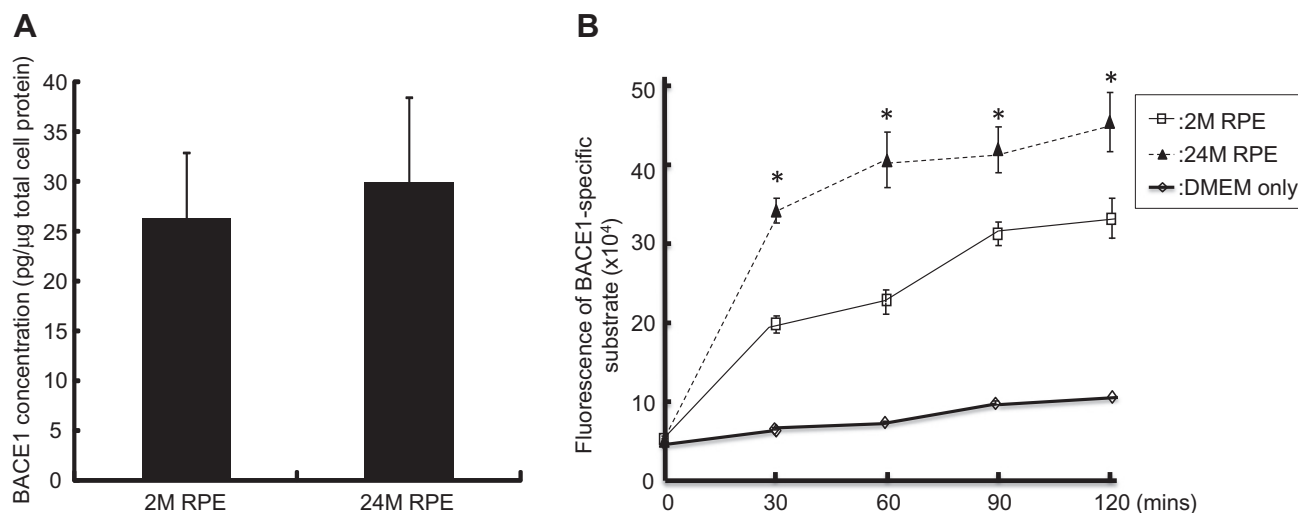 A
BACE1 concentration (pg/µg total cell protein)
40
35
30
25
20
15
10
5
0
2M RPE
24M RPE
B
Fluorescence of BACE1-specific
substrate (x10⁴)
50
40
30
20
10
0
0
30
60
90
120 (mins)
*
*
*
*
:2M RPE
:24M RPE
:DMEM only